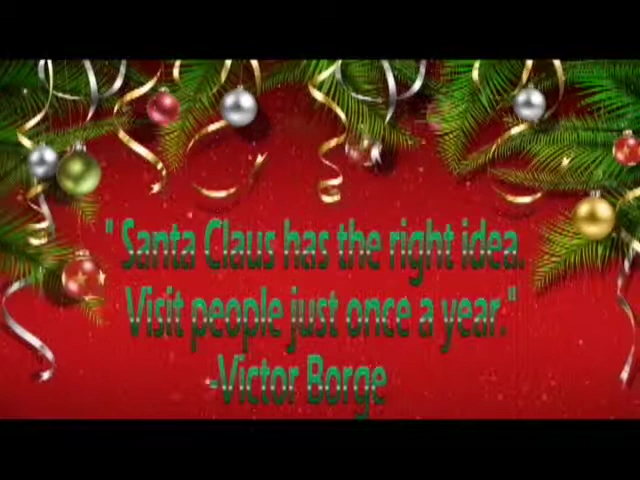 " Santa Claus has the right idea.
Visit people just once a year."
-Victor Borge